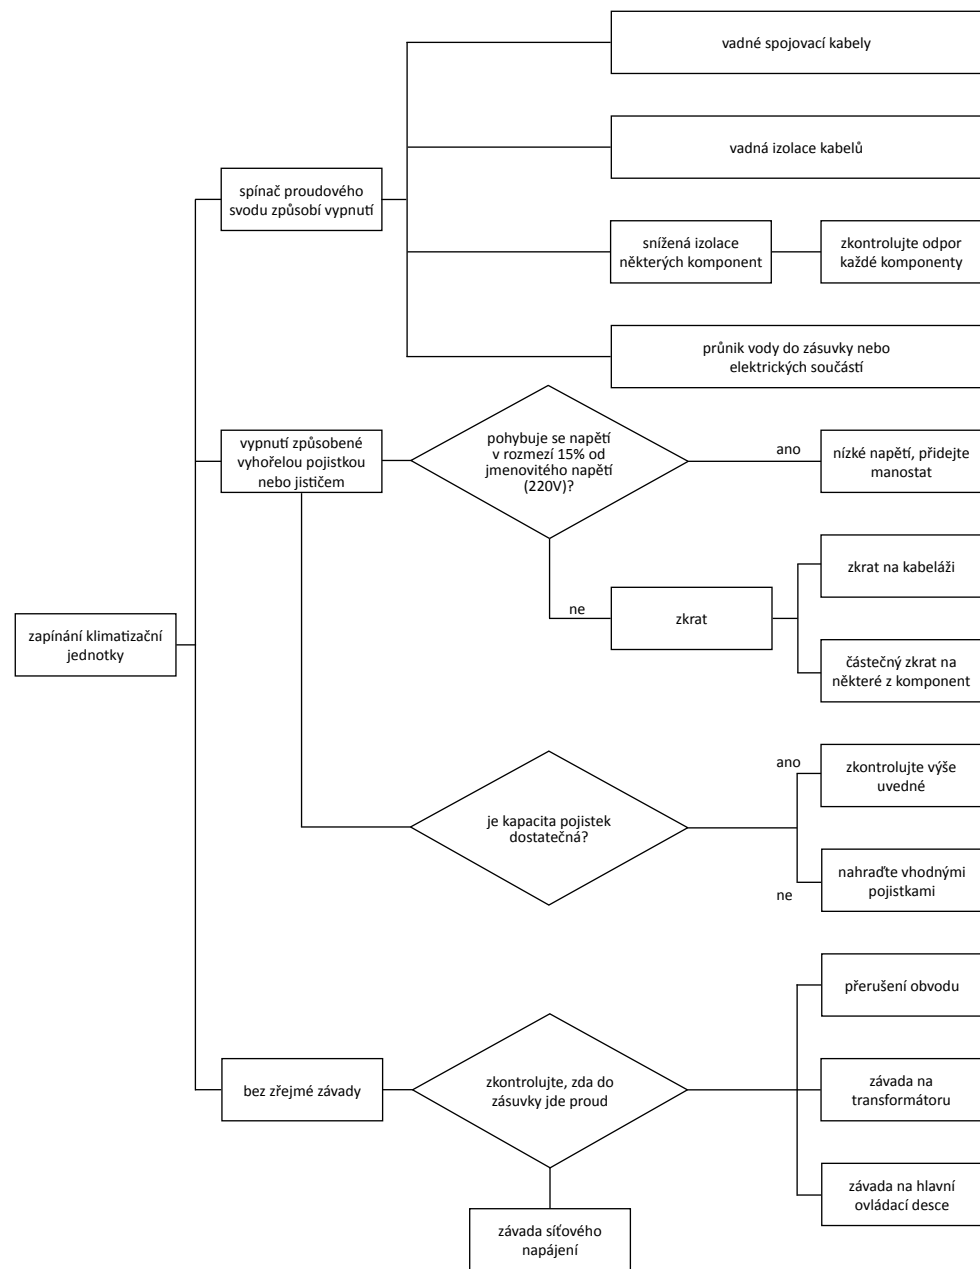 vadné spojovací kabely
vadná izolace kabelů
spínač proudového
svodu způsobí vypnutí
snížená izolace
některých component
zkontrolujte odpor
každé komponenty
průnik vody do zásuvky nebo
elektrických součástí
vypnutí způsobené
vyhořelou pojistkou
nebo jističem
pohybuje se napětí
v rozmezí 15% od
jmenovitého napětí
(220V)?
ano
nízké napětí, přidejte
manostat
zkrat na kabeláži
ne
zkrat
zapínání klimatizační
jednotky
částečný zkrat na
některé z komponent
ano
zkontrolujte výše
uvedné
je kapacita pojistek
dostatečná?
nahraďte vhodnými
pojistkami
ne
přerušení obvodu
bez zřejmé závady
zkontrolujte, zda do
zásuvky jde proud
závada na
transformátoru
závada na hlavní
ovládací desce
závada síťového
napájení